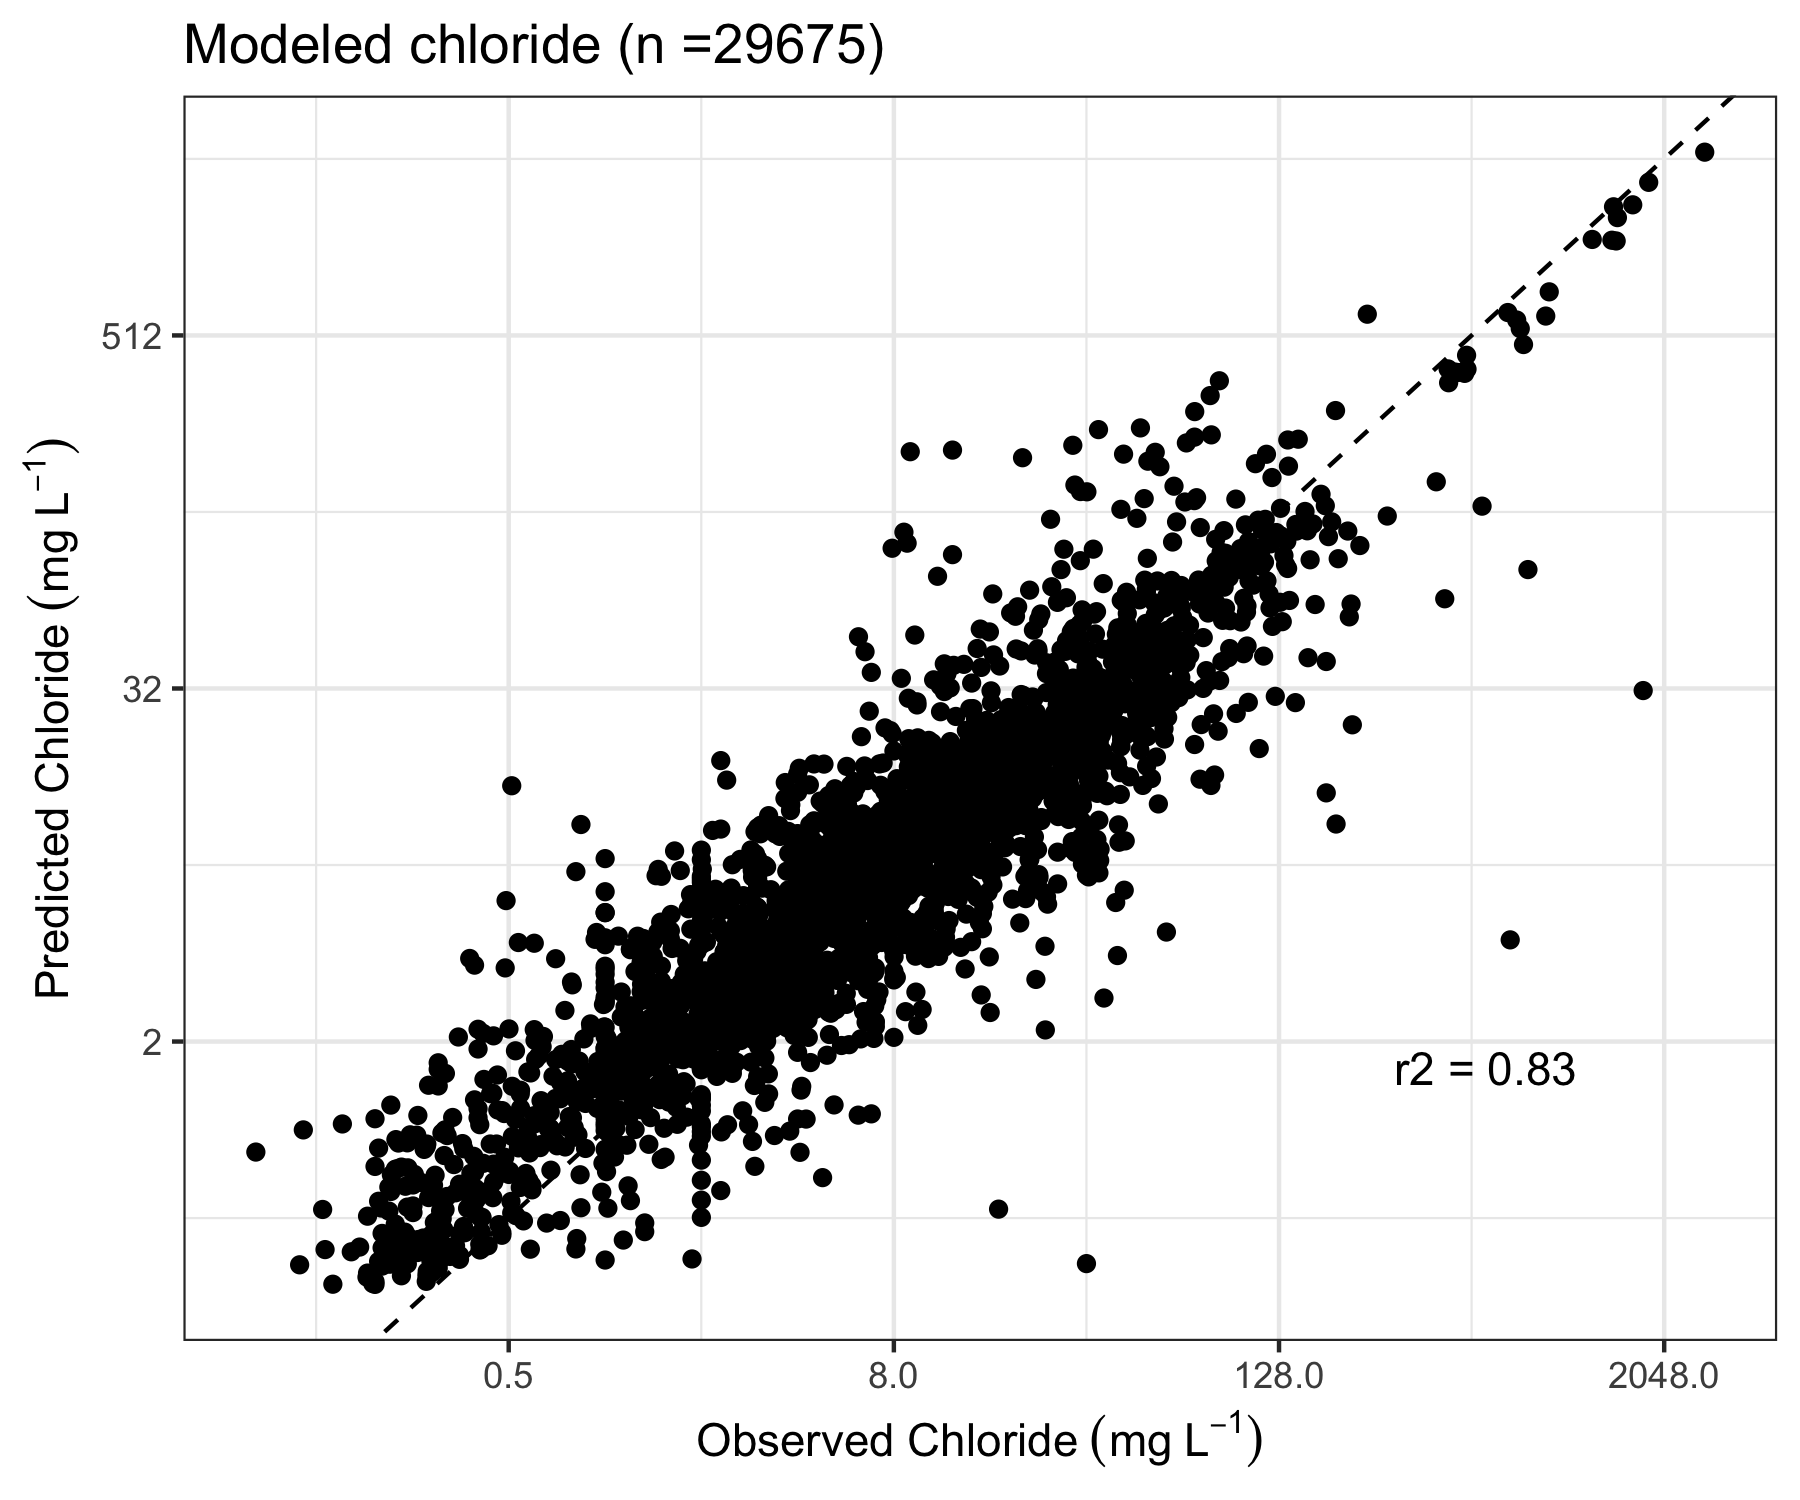 Modeled chloride (n =29675)
Predicted Chloride (mg L⁻¹)
512
32
2
r2 = 0.83
0.5
8.0
128.0
2048.0
Observed Chloride (mg L⁻¹)